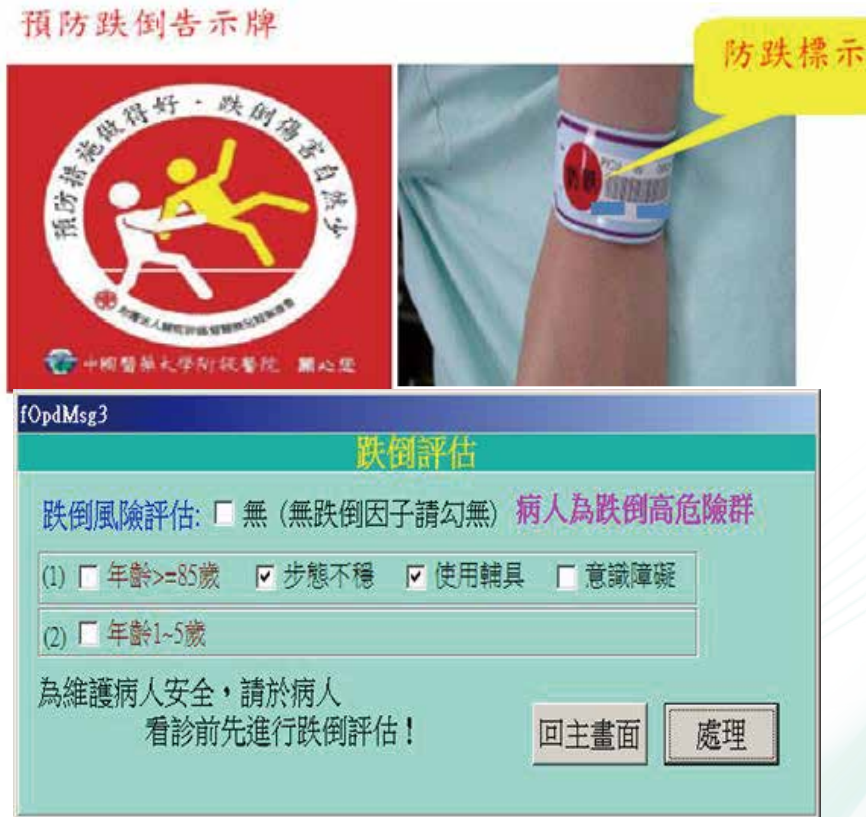 預防跌倒告示牌
防跌標示
預防措施做得好・跌倒傷害自然少
中國醫藥大學附設醫院 關心您
防跌
fOpdMsg3
跌倒評估
跌倒風險評估: 無 (無跌倒因子請勾無) 病人為跌倒高危險群
(1) 年齡>=85歲 步態不穩 使用輔具 意識障礙
(2) 年齡1~5歲
為維護病人安全,請於病人
看診前先進行跌倒評估!
回主畫面 處理